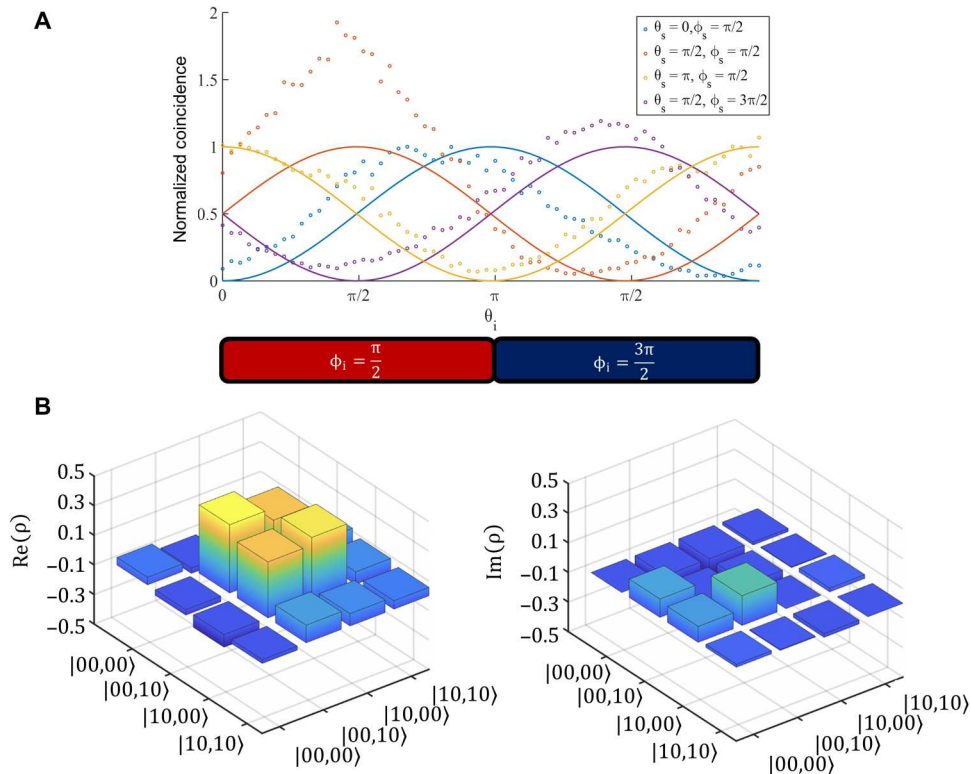 A
2
1.5
1
0.5
0
Normalized coincidence
θs = 0,ϕs = π/2
θs = π/2, ϕs = π/2
θs = π, ϕs = π/2
θs = π/2, ϕs = 3π/2
0 π/2 π π/2
θi
ϕi = π/2
ϕi = 3π/2
B
0.5
0.3
0.1
−0.1
−0.3
−0.5
Re(ρ)
|00,00⟩
|00,10⟩
|10,00⟩
|10,10⟩
|00,00⟩
|00,10⟩
|10,00⟩
|10,10⟩
0.5
0.3
0.1
−0.1
−0.3
−0.5
Im(ρ)
|00,00⟩
|00,10⟩
|10,00⟩
|10,10⟩
|00,00⟩
|00,10⟩
|10,00⟩
|10,10⟩